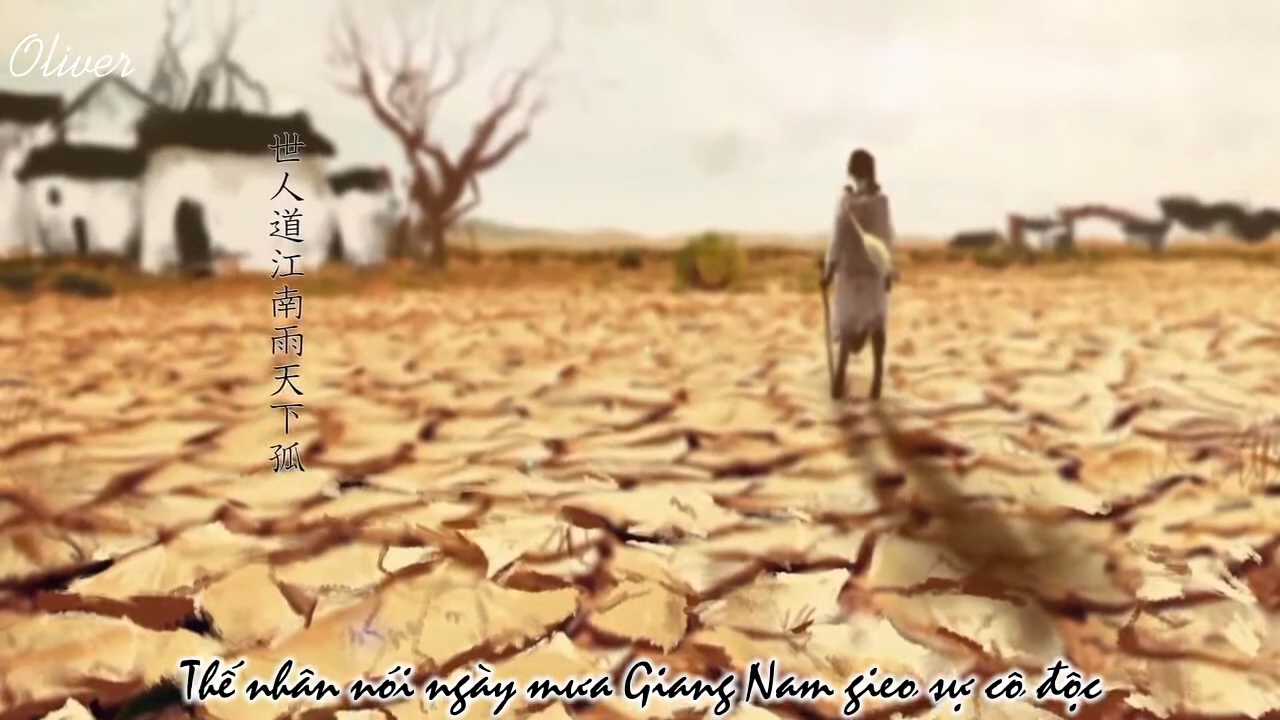 Oliver
世人道江南雨天下孤
Thế nhân nói ngày mưa Giang Nam gieo sự cô độc